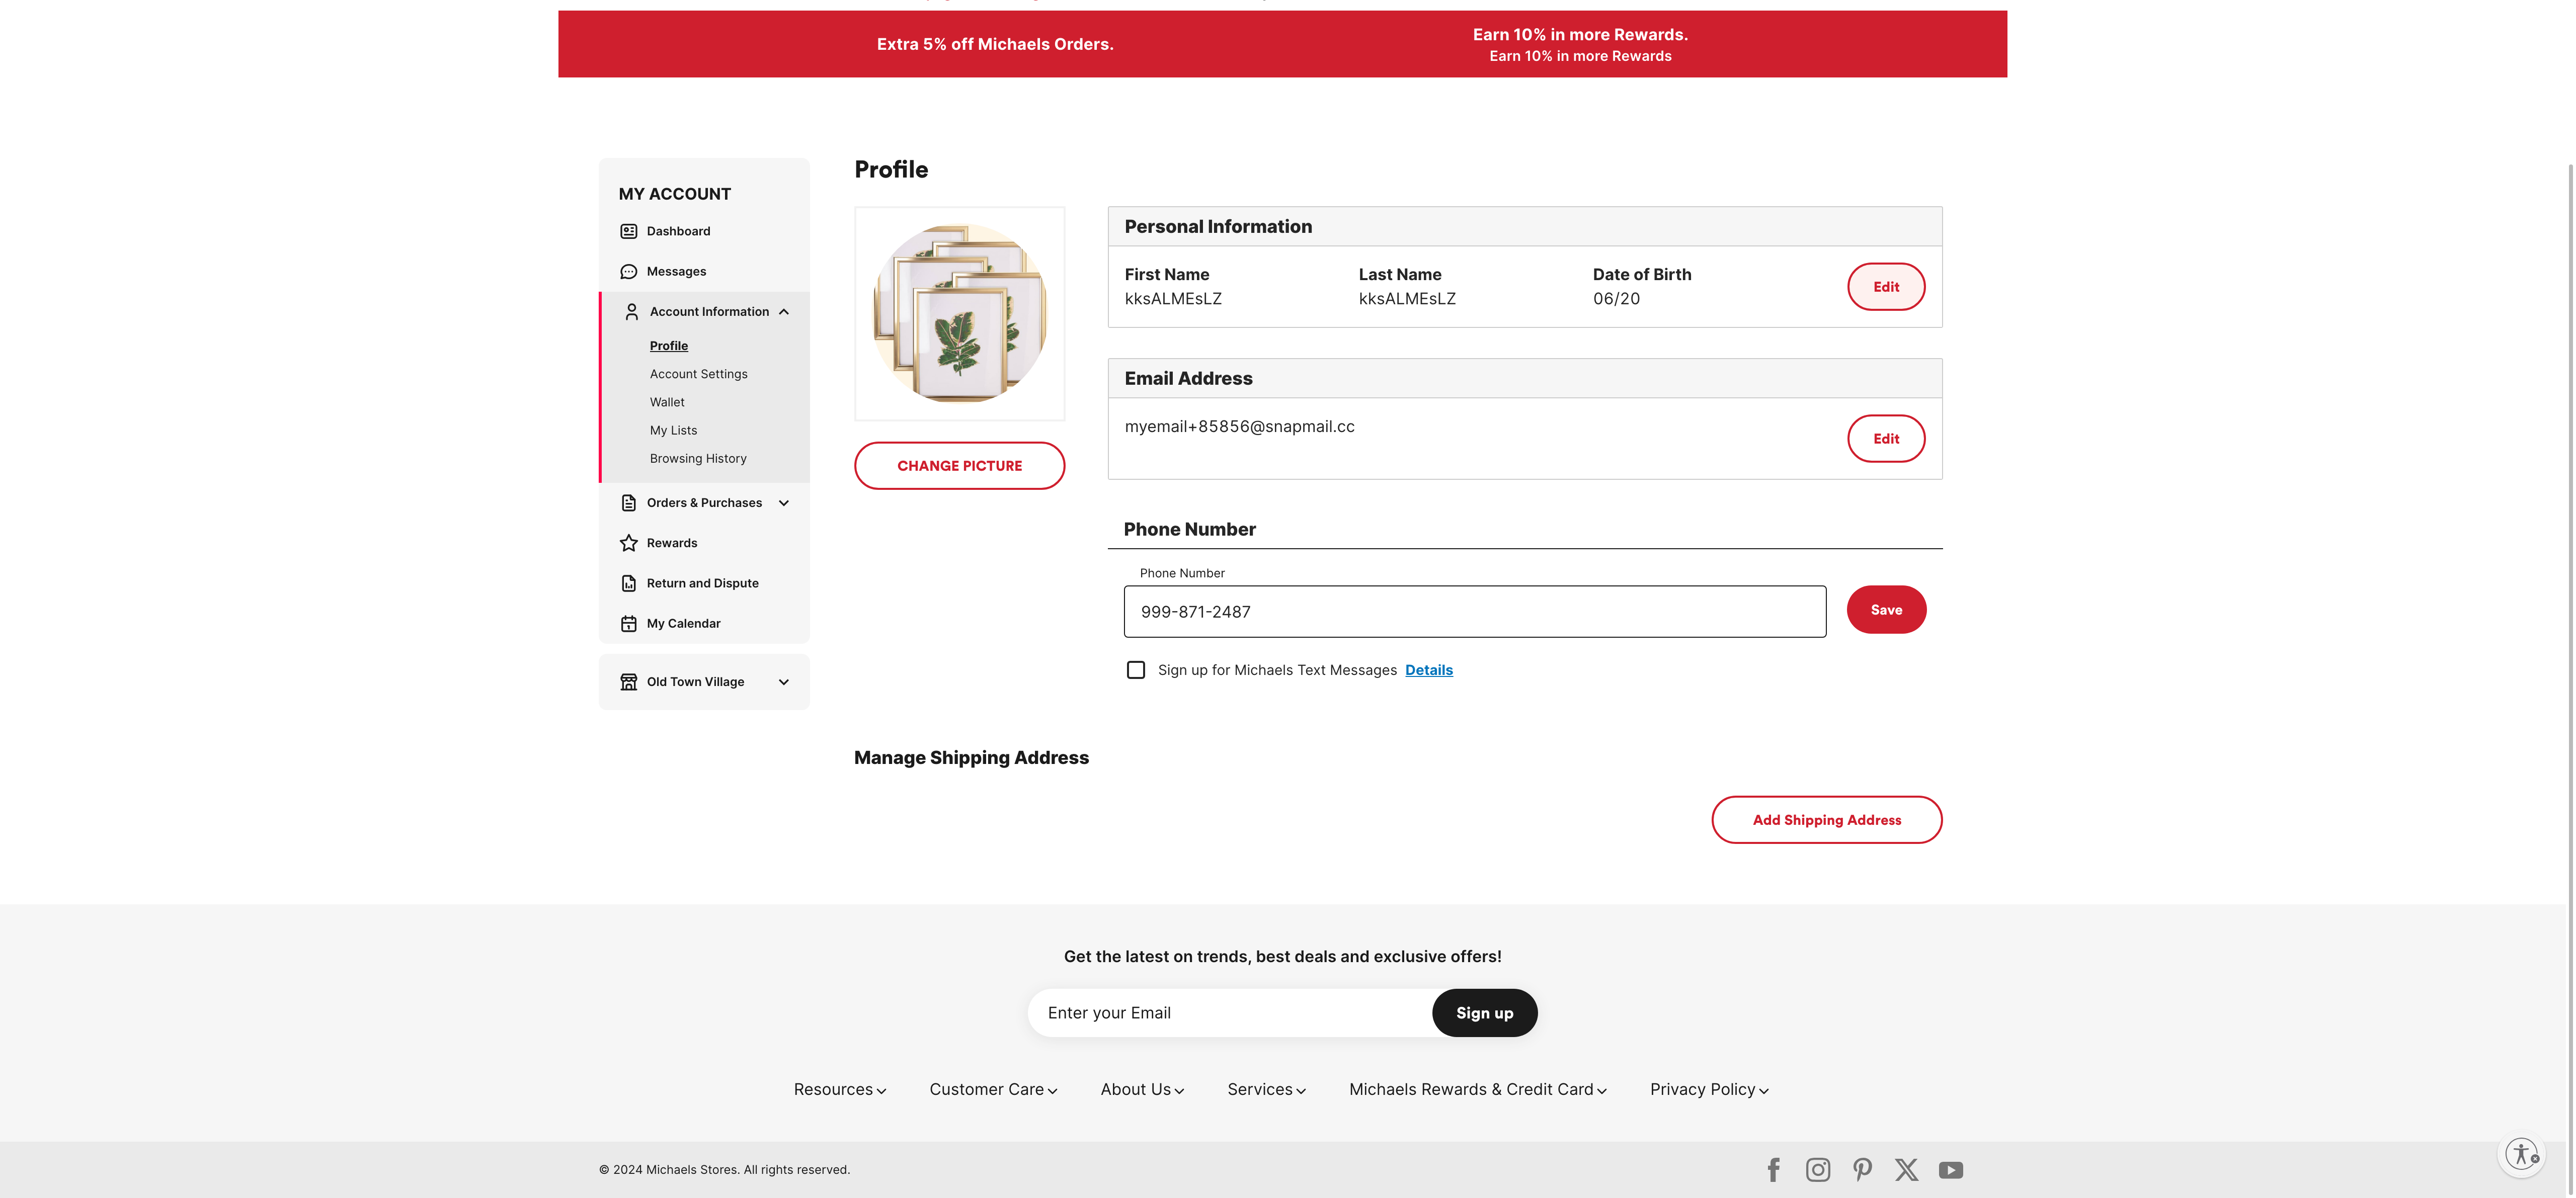 Extra 5% off Michaels Orders.
Earn 10% in more Rewards.
Earn 10% in more Rewards
MY ACCOUNT
Dashboard
Messages
Account Information
Profile
Account Settings
Wallet
My Lists
Browsing History
Orders & Purchases
Rewards
Return and Dispute
My Calendar
Old Town Village
Profile
CHANGE PICTURE
Personal Information
First Name Last Name Date of Birth
kksALMEsLZ kksALMEsLZ 06/20
Edit
Email Address
myemail+85856@snapmail.cc
Edit
Phone Number
Phone Number
999-871-2487
Save
Sign up for Michaels Text Messages Details
Manage Shipping Address
Add Shipping Address
Get the latest on trends, best deals and exclusive offers!
Enter your Email Sign up
Resources Customer Care About Us Services Michaels Rewards & Credit Card Privacy Policy
© 2024 Michaels Stores. All rights reserved.